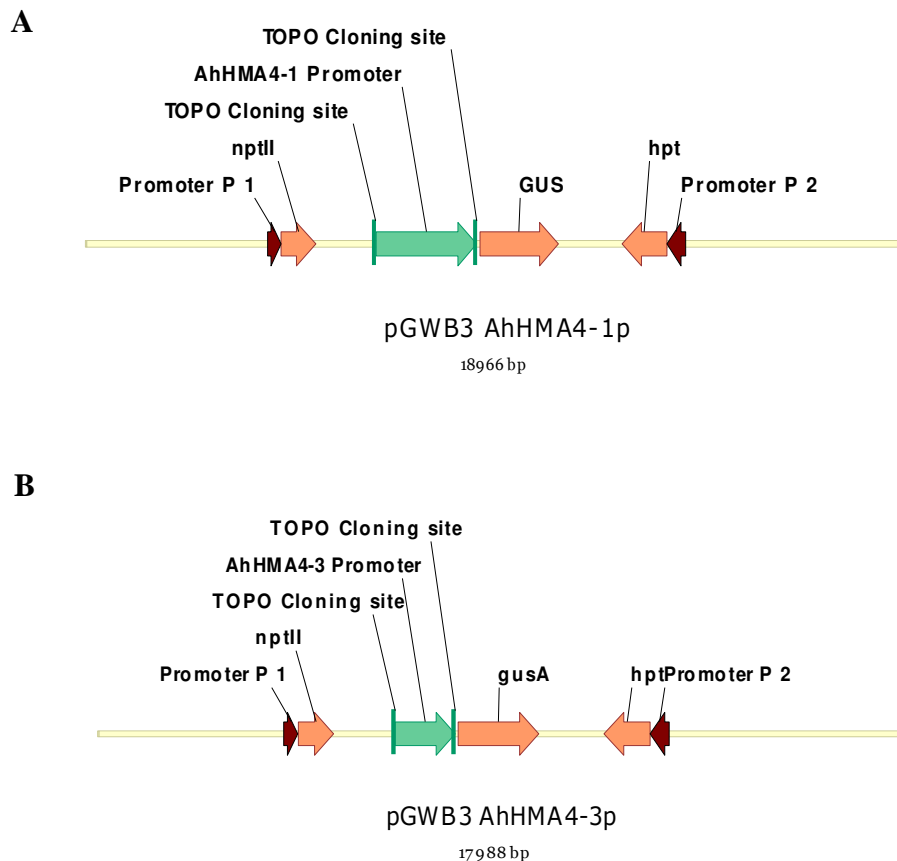 A
TOPO Cloning site
AhHMA4-1 Promoter
TOPO Cloning site
nptII
hpt
Promoter P 1
GUS
Promoter P 2
pGWB3 AhHMA4-1p
18966 bp
B
TOPO Cloning site
AhHMA4-3 Promoter
TOPO Cloning site
nptII
Promoter P 1
gusA
hpt
Promoter P 2
pGWB3 AhHMA4-3p
17988 bp